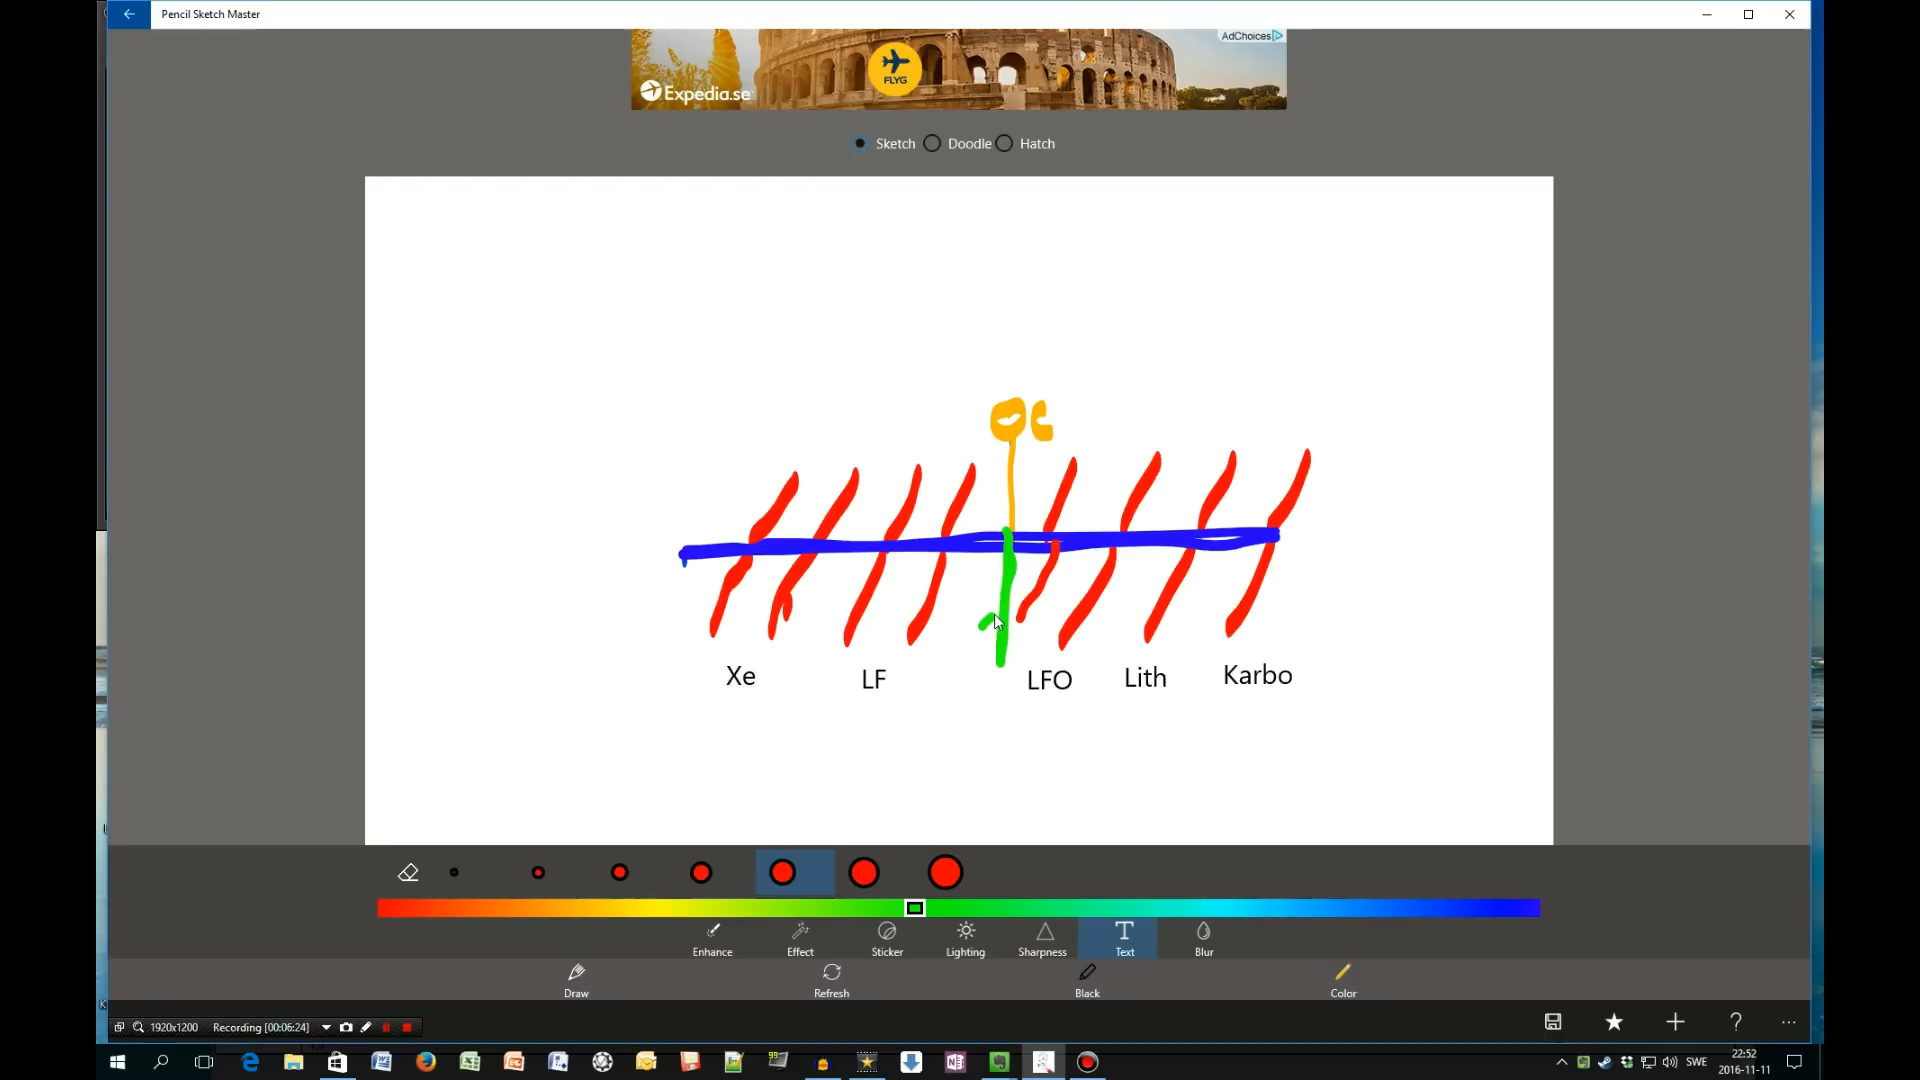 Pencil Sketch Master
AdChoices
FLYG
Expedia.se
Sketch Doodle Hatch
Xe LF LFO Lith Karbo
Enhance Effect Sticker Lighting Sharpness Text Blur
Draw Refresh Black Color
1920x1200 Recording [00:06:24]
SWE
22:52
2016-11-11